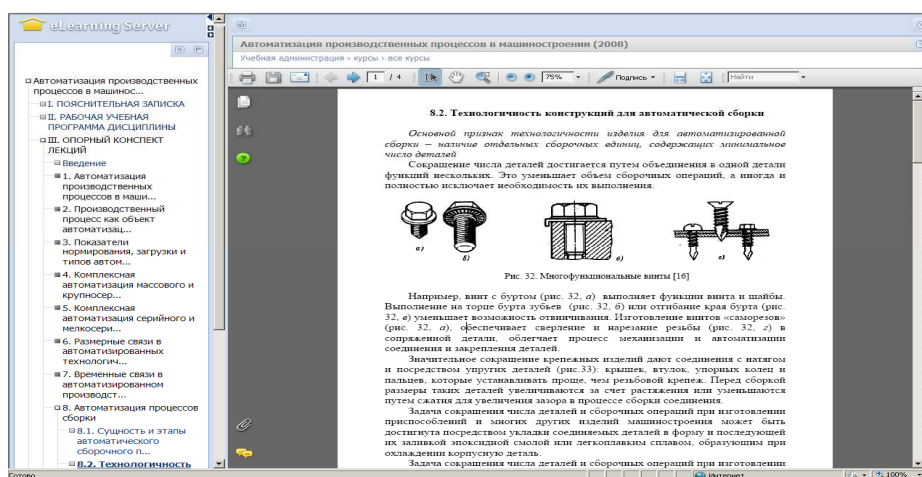 eLearning Server
Автоматизация производственных
процессов в машинос...
I. ПОЯСНИТЕЛЬНАЯ ЗАПИСКА
II. РАБОЧАЯ УЧЕБНАЯ
ПРОГРАММА ДИСЦИПЛИНЫ
III. ОПОРНЫЙ КОНСПЕКТ
ЛЕКЦИЙ
Введение
1. Автоматизация
производственных
процессов в маши...
2. Производственный
процесс как объект
автоматизац...
3. Показатели
нормирования, загрузки и
типов автом...
4. Комплексная
автоматизация массового и
крупносер...
5. Комплексная
автоматизация серийного и
мелкосери...
6. Размерные связи в
автоматизированных
технологич...
7. Временные связи в
автоматизированном
производст...
8. Автоматизация процессов
сборки
8.1. Сущность и этапы
автоматического
сборочного п...
8.2. Технологичность
Автоматизация производственных процессов в машиностроении (2008)
Учебная администрация › курсы › все курсы
1 / 4
75%
Подпись
Найти
8.2. Технологичность конструкций для автоматической сборки
Основной признак технологичности изделия для автоматизированной
сборки – наличие отдельных сборочных единиц, содержащих минимальное
число деталей
Сокращение числа деталей достигается путем объединения в одной детали
функций нескольких. Это уменьшает объем сборочных операций, а иногда и
полностью исключает необходимость их выполнения.
а) б) в) г)
Рис. 32. Многофункциональные винты [16]
Например, винт с буртом (рис. 32, а) выполняет функции винта и шайбы.
Выполнение на торце бурта зубьев (рис. 32, б) или отгибание края бурта (рис.
32, в) уменьшает возможность отвинчивания. Изготовление винтов «саморезов»
(рис. 32, а), обеспечивает сверление и нарезание резьбы (рис. 32, г) в
сопряженной детали, облегчает процесс механизации и автоматизации
соединения и закрепления деталей.
Значительное сокращение крепежных изделий дают соединения с натягом
и посредством упругих деталей (рис.33): крышек, втулок, упорных колец и
пальцев, которые устанавливать проще, чем резьбовой крепеж. Перед сборкой
размеры таких деталей увеличиваются за счет растяжения или уменьшаются
путем сжатия для увеличения зазора в процессе сборки соединения.
Задача сокращения числа деталей и сборочных операций при изготовлении
приспособлений и многих других изделий машиностроения может быть
достигнута посредством укладки соединяемых деталей в форму и последующей
их заливкой эпоксидной смолой или легкоплавким сплавом, образующим при
охлаждении корпусную деталь.
Задача сокращения числа деталей и сборочных операций при изготовлении
Готово
Интернет
100%